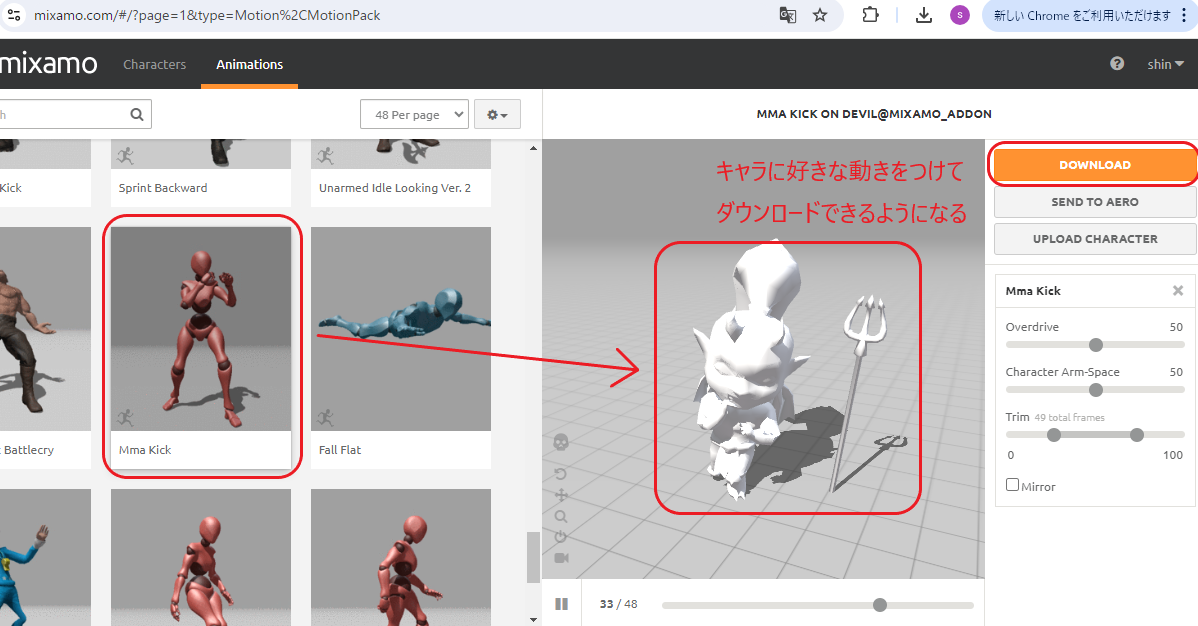 mixamo.com/#/?page=1&type=Motion%2CMotionPack
S
新しい Chrome をご利用いただけます
mixamo
Characters
Animations
shin
48 Per page
MMA KICK ON DEVIL@MIXAMO_ADDON
Kick
Sprint Backward
Unarmed Idle Looking Ver. 2
キャラに好きな動きをつけて
ダウンロードできるようになる
DOWNLOAD
SEND TO AERO
UPLOAD CHARACTER
Mma Kick
Overdrive 50
Character Arm-Space 50
Trim 49 total frames
0 100
Mirror
Battlecry
Mma Kick
Fall Flat
33 / 48